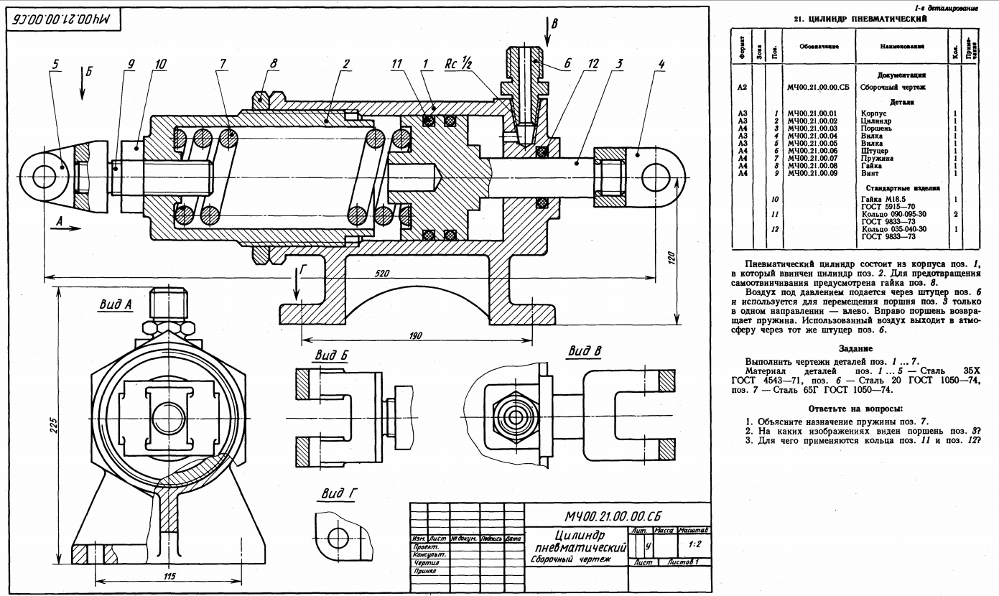 МЧ00.21.00.00.СБ
5
Б
9
10
7
8
2
11
1
Rc 1/2
В
6
12
3
4
А
Г
520
120
190
Вид А
225
115
Вид Б
Вид В
Вид Г
МЧ00.21.00.00.СБ
Изм. Лист № докум. Подпись Дата
Проект.
Консульт.
Чертил
Принял
Цилиндр
пневматический
Сборочный чертеж
Лит. Масса Масштаб
У 1:2
Лист Листов 1
1-е деталирование
21. ЦИЛИНДР ПНЕВМАТИЧЕСКИЙ
Формат Зона Поз. Обозначение Наименование Кол. Примечание
Документация
А2 МЧ00.21.00.00.СБ Сборочный чертеж
Детали
А3 1 МЧ00.21.00.01 Корпус 1
А3 2 МЧ00.21.00.02 Цилиндр 1
А4 3 МЧ00.21.00.03 Поршень 1
А3 4 МЧ00.21.00.04 Вилка 1
А3 5 МЧ00.21.00.05 Вилка 1
А4 6 МЧ00.21.00.06 Штуцер 1
А4 7 МЧ00.21.00.07 Пружина 1
А4 8 МЧ00.21.00.08 Гайка 1
А4 9 МЧ00.21.00.09 Винт 1
Стандартные изделия
10 Гайка М18.5 1
ГОСТ 5915—70
11 Кольцо 090-095-30 2
ГОСТ 9833—73
12 Кольцо 035-040-30 1
ГОСТ 9833—73
Пневматический цилиндр состоит из корпуса поз. 1,
в который ввинчен цилиндр поз. 2. Для предотвращения
самоотвинчивания предусмотрена гайка поз. 8.
Воздух под давлением подается через штуцер поз. 6
и используется для перемещения поршня поз. 3 только
в одном направлении — влево. Вправо поршень возвра-
щает пружина. Использованный воздух выходит в атмо-
сферу через тот же штуцер поз. 6.
Задание
Выполнить чертежи деталей поз. 1 ... 7.
Материал деталей поз. 1 ... 5 — Сталь 35Х
ГОСТ 4543—71, поз. 6 — Сталь 20 ГОСТ 1050—74,
поз. 7 — Сталь 65Г ГОСТ 1050—74.
Ответьте на вопросы:
1. Объясните назначение пружины поз. 7.
2. На каких изображениях виден поршень поз. 3?
3. Для чего применяются кольца поз. 11 и поз. 12?